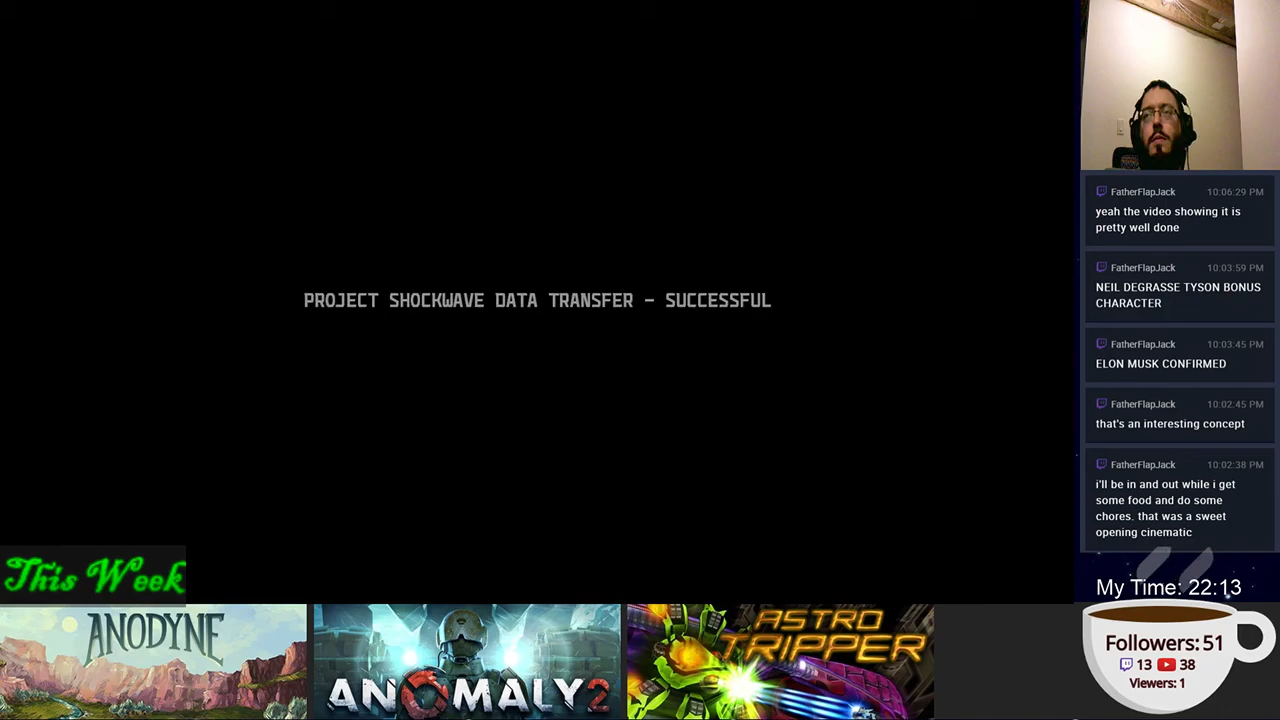 PROJECT SHOCKWAVE DATA TRANSFER - SUCCESSFUL
FatherFlapJack 10:06:29 PM
yeah the video showing it is
pretty well done
FatherFlapJack 10:03:59 PM
NEIL DEGRASSE TYSON BONUS
CHARACTER
FatherFlapJack 10:03:45 PM
ELON MUSK CONFIRMED
FatherFlapJack 10:02:45 PM
that's an interesting concept
FatherFlapJack 10:02:38 PM
i'll be in and out while i get
some food and do some
chores. that was a sweet
opening cinematic
My Time: 22:13
Followers: 51
13 38
Viewers: 1
This Week
ANODYNE
ANOMALY 2
ASTRO
TRIPPER